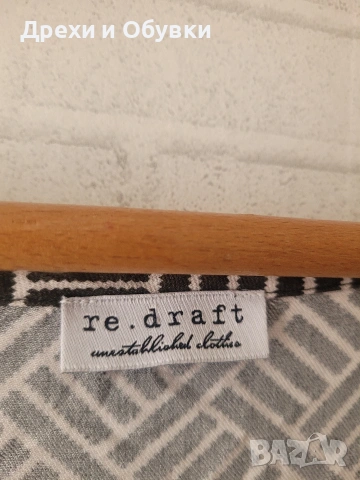 Дрехи и Обувки
re.draft
unestablished clothes
BAZAR